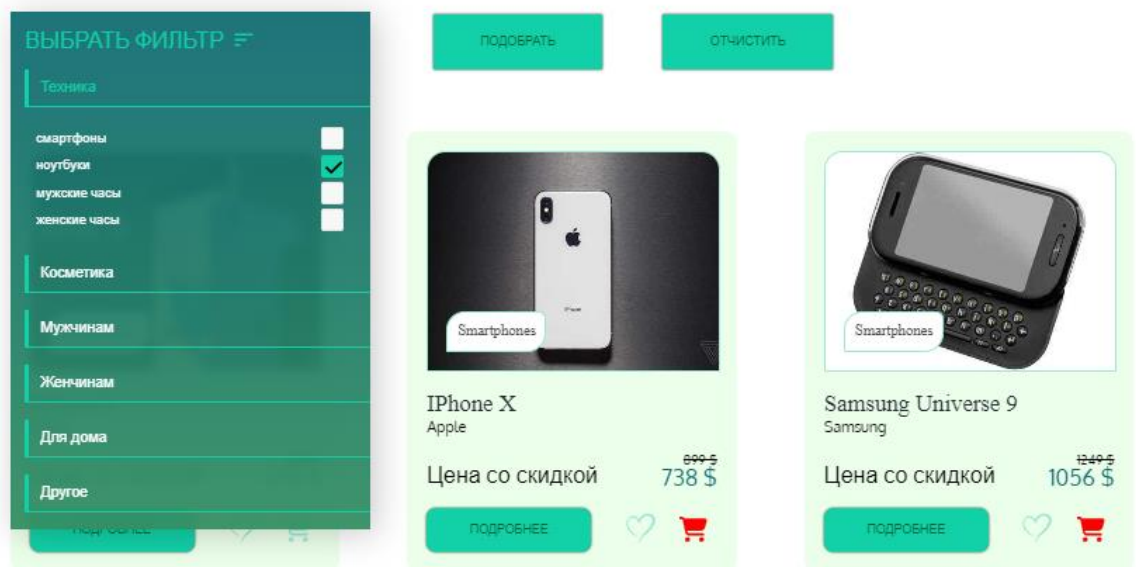 ВЫБРАТЬ ФИЛЬТР
Техника
смартфоны
ноутбуки
мужские часы
женские часы
Косметика
Мужчинам
Женчинам
Для дома
Другое
ПОДОБРАТЬ
ОТЧИСТИТЬ
Smartphones
IPhone X
Apple
899 $
Цена со скидкой
738 $
ПОДРОБНЕЕ
Smartphones
Samsung Universe 9
Samsung
1249 $
Цена со скидкой
1056 $
ПОДРОБНЕЕ